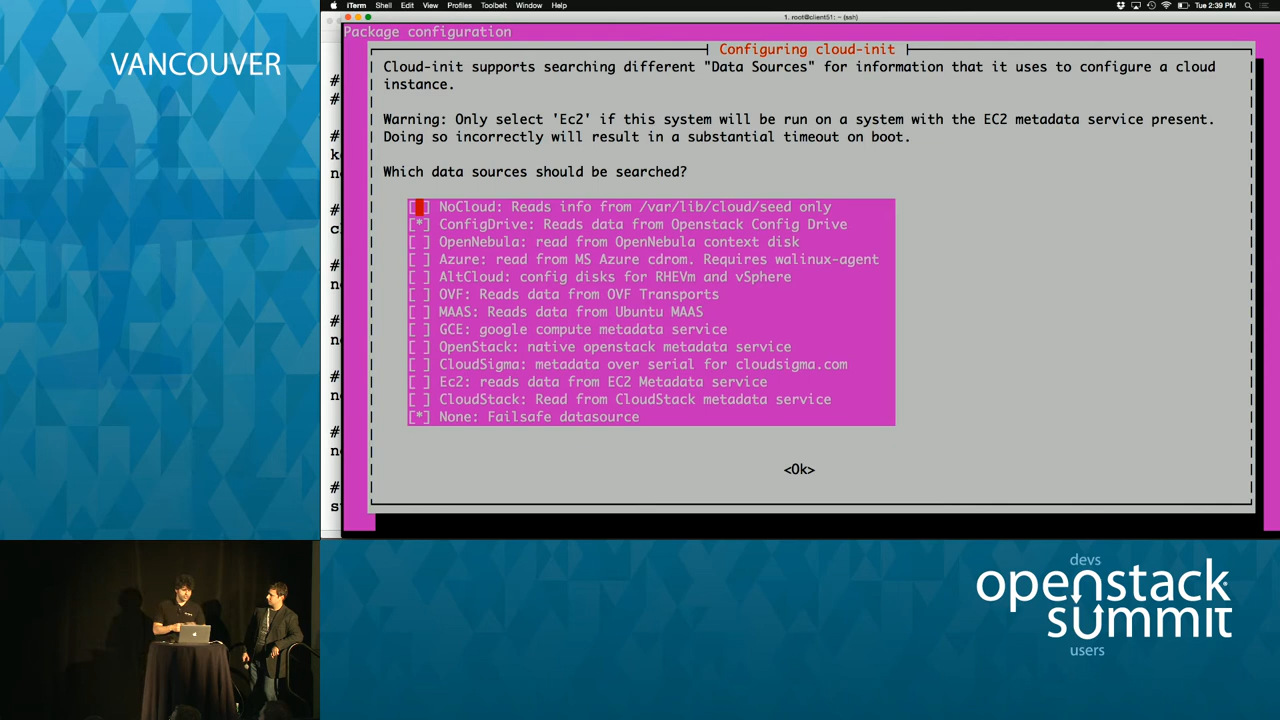 VANCOUVER
iTerm Shell Edit View Profiles Toolbelt Window Help
Tue 2:39 PM
1. root@client51: ~ (ssh)
Package configuration
Configuring cloud-init
Cloud-init supports searching different "Data Sources" for information that it uses to configure a cloud
instance.
Warning: Only select 'Ec2' if this system will be run on a system with the EC2 metadata service present.
Doing so incorrectly will result in a substantial timeout on boot.
Which data sources should be searched?
[ ] NoCloud: Reads info from /var/lib/cloud/seed only
[*] ConfigDrive: Reads data from Openstack Config Drive
[ ] OpenNebula: read from OpenNebula context disk
[ ] Azure: read from MS Azure cdrom. Requires walinux-agent
[ ] AltCloud: config disks for RHEVm and vSphere
[ ] OVF: Reads data from OVF Transports
[ ] MAAS: Reads data from Ubuntu MAAS
[ ] GCE: google compute metadata service
[ ] OpenStack: native openstack metadata service
[ ] CloudSigma: metadata over serial for cloudsigma.com
[ ] Ec2: reads data from EC2 Metadata service
[ ] CloudStack: Read from CloudStack metadata service
[*] None: Failsafe datasource
<Ok>
devs
openstack
summit
users